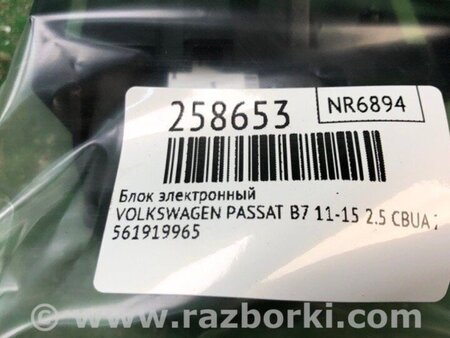 258653
NR6894
Блок электронный
VOLKSWAGEN PASSAT B7 11-15 2.5 CBUA
561919965
www.razborki.com